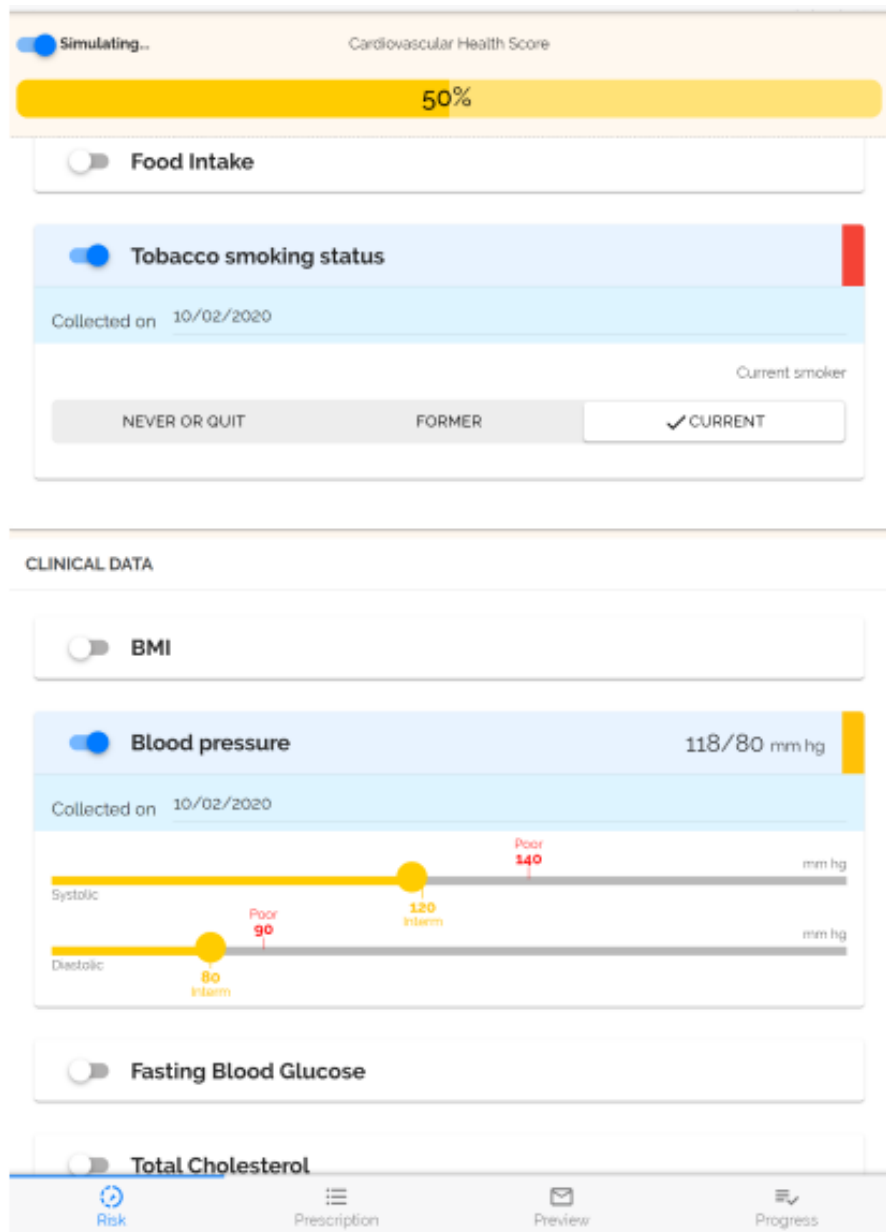 Simulating...
Cardiovascular Health Score
50%
Food Intake
Tobacco smoking status
Collected on 10/02/2020
Current smoker
NEVER OR QUIT FORMER CURRENT
CLINICAL DATA
BMI
Blood pressure 118/80 mm hg
Collected on 10/02/2020
Poor
140
mm hg
Systolic
120
Interm
Poor
90
mm hg
Diastolic
80
Interm
Fasting Blood Glucose
Total Cholesterol
Risk Prescription Preview Progress